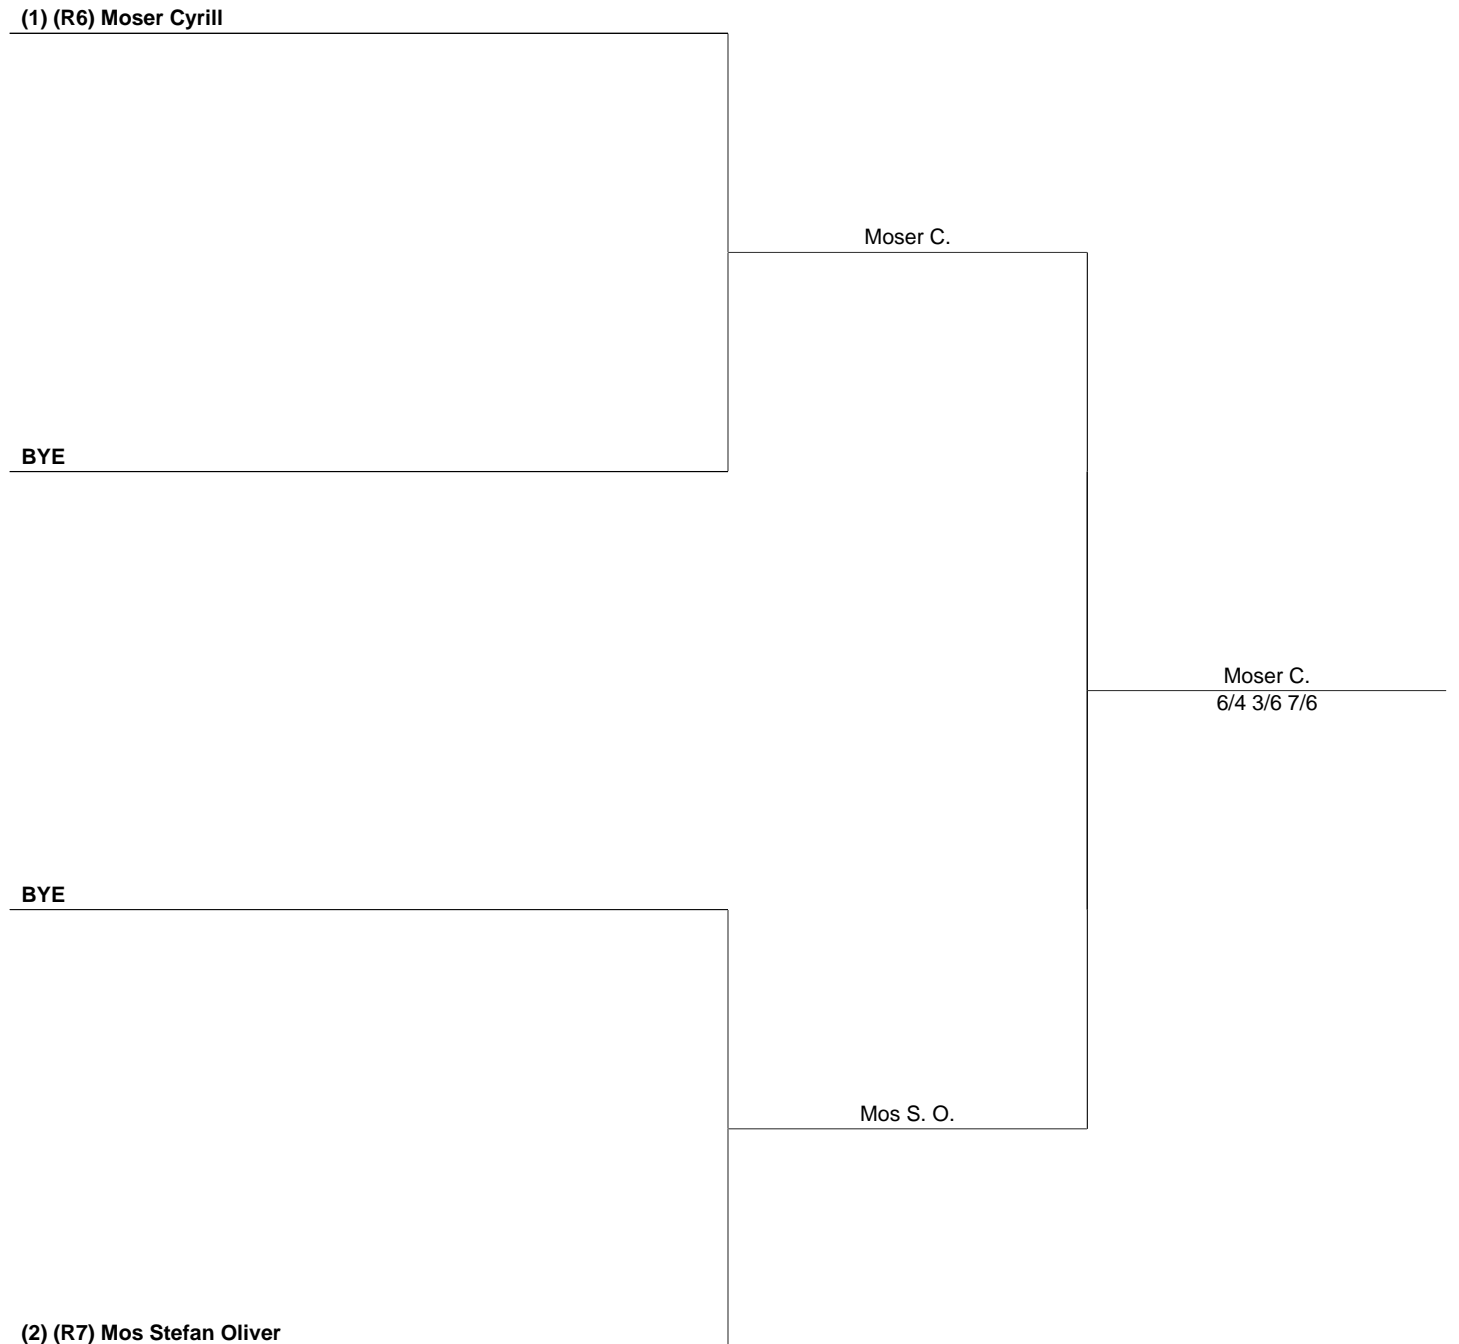 (1) (R6) Moser Cyrill
Moser C.
BYE
Moser C.
6/4 3/6 7/6
BYE
Mos S. O.
(2) (R7) Mos Stefan Oliver